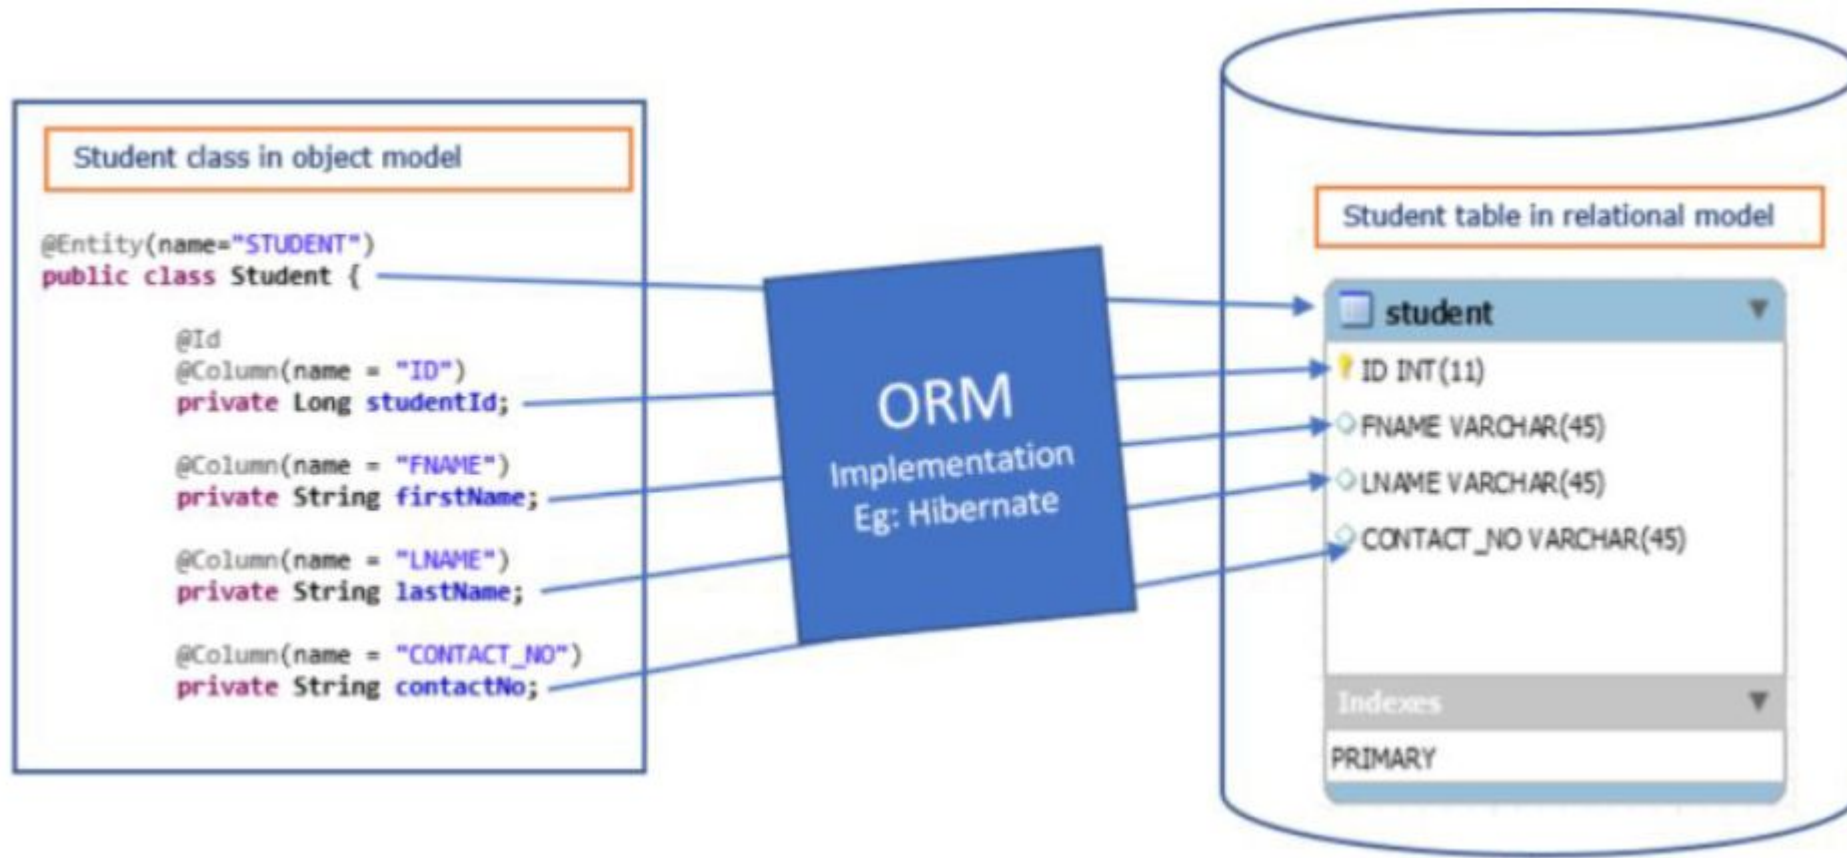 Student class in object model
@Entity(name="STUDENT")
public class Student {
@Id
@Column(name = "ID")
private Long studentId;
@Column(name = "FNAME")
private String firstName;
@Column(name = "LNAME")
private String lastName;
@Column(name = "CONTACT_NO")
private String contactNo;
ORM
Implementation
Eg: Hibernate
Student table in relational model
student
ID INT(11)
FNAME VARCHAR(45)
LNAME VARCHAR(45)
CONTACT_NO VARCHAR(45)
Indexes
PRIMARY